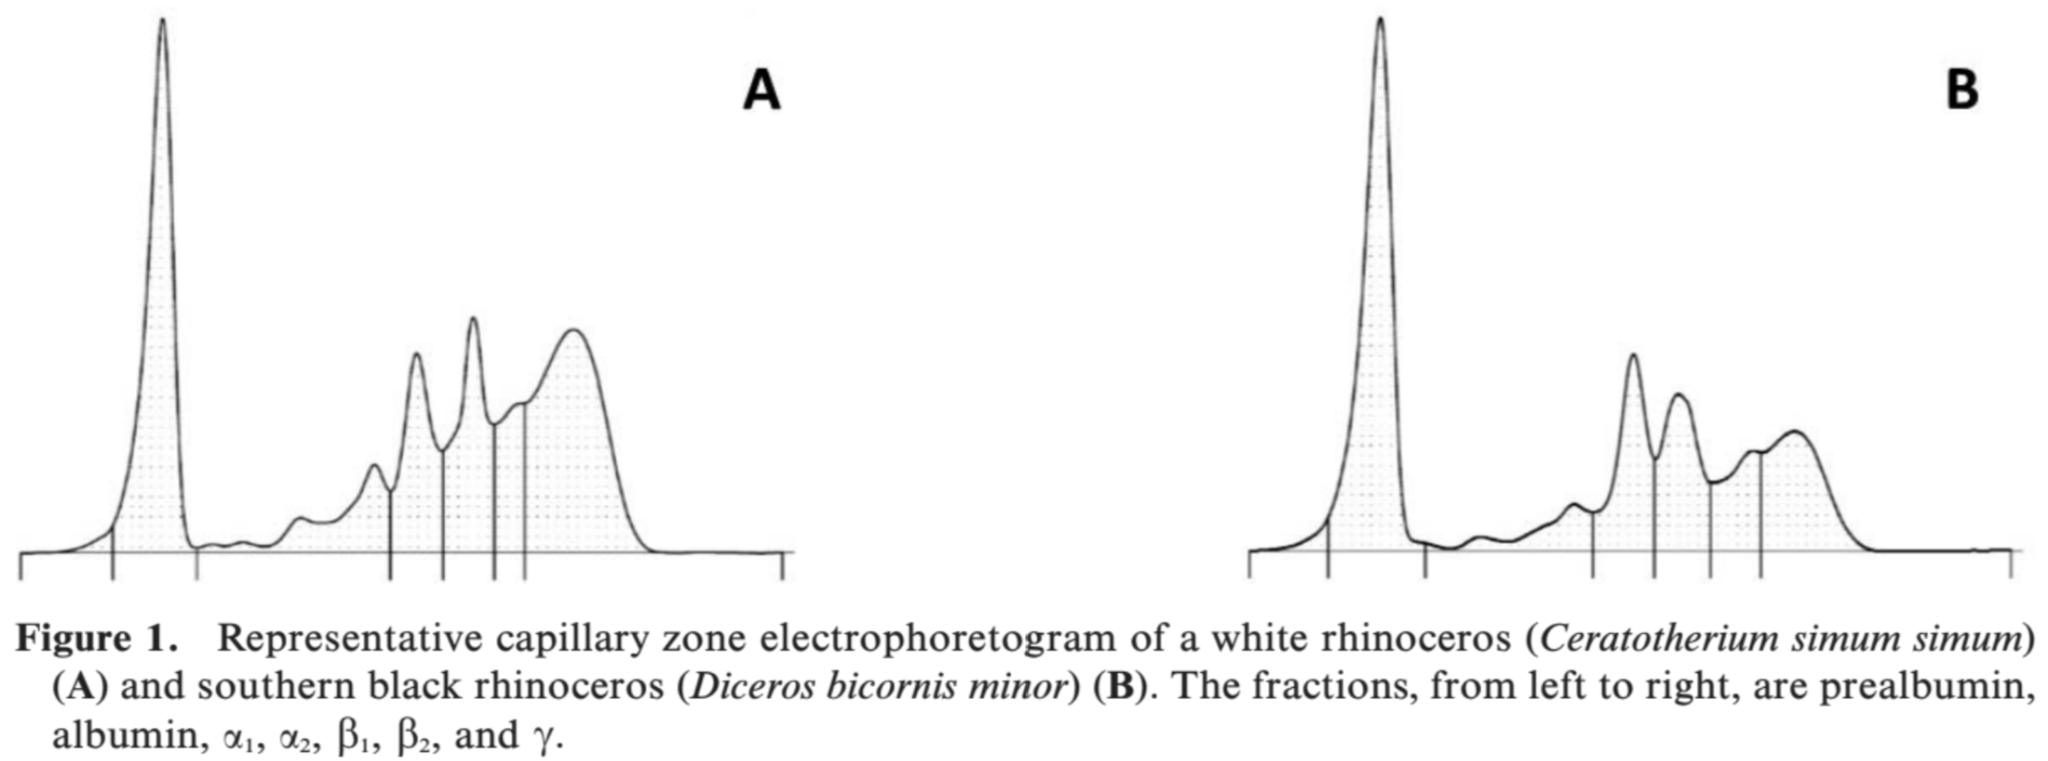 A
B
Figure 1. Representative capillary zone electrophoretogram of a white rhinoceros (Ceratotherium simum simum)
(A) and southern black rhinoceros (Diceros bicornis minor) (B). The fractions, from left to right, are prealbumin,
albumin, α₁, α₂, β₁, β₂, and γ.